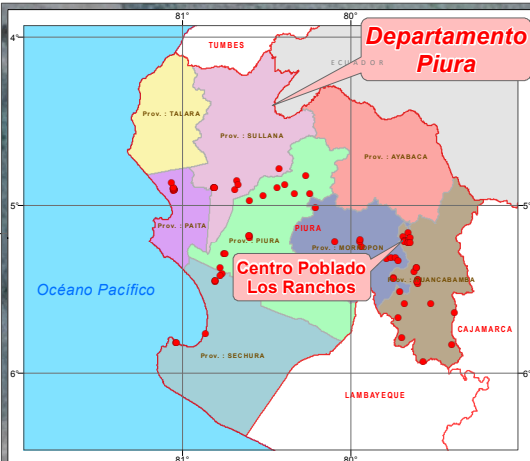 81°
80°
4°
4°
TUMBES
Departamento
Piura
ECUADOR
Prov. : TALARA
Prov. : SULLANA
Prov. : AYABACA
5°
5°
Prov. : PAITA
PIURA
Prov. : PIURA
Prov. : MORROPON
Centro Poblado
Los Ranchos
Prov. : HUANCABAMBA
Océano Pacífico
CAJAMARCA
Prov. : SECHURA
6°
6°
LAMBAYEQUE
81°
80°